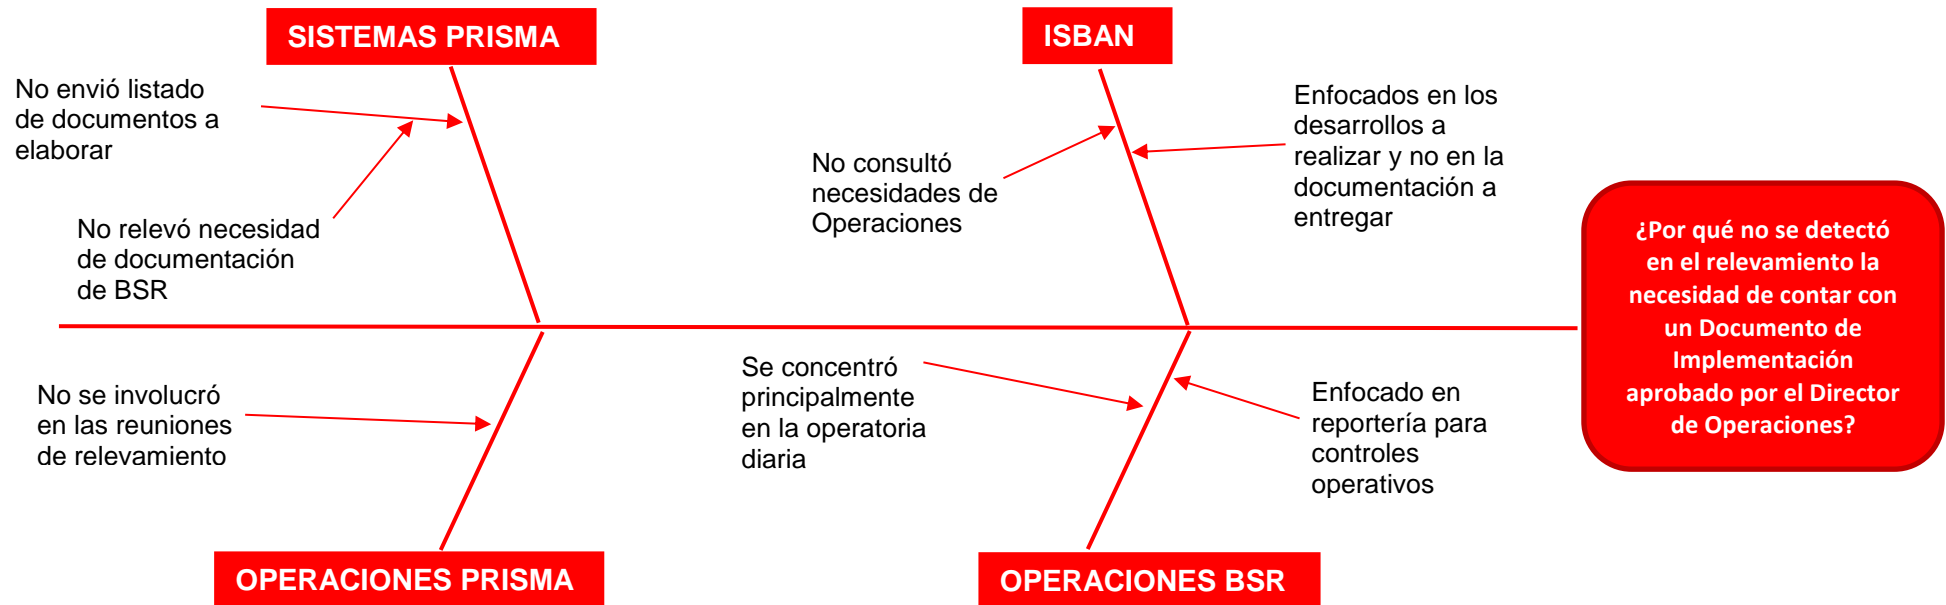 SISTEMAS PRISMA
ISBAN
No envió listado
de documentos a
elaborar
No relevó necesidad
de documentación
de BSR
No consultó
necesidades de
Operaciones
Enfocados en los
desarrollos a
realizar y no en la
documentación a
entregar
¿Por qué no se detectó
en el relevamiento la
necesidad de contar con
un Documento de
Implementación
aprobado por el Director
de Operaciones?
No se involucró
en las reuniones
de relevamiento
Se concentró
principalmente
en la operatoria
diaria
Enfocado en
reportería para
controles
operativos
OPERACIONES PRISMA
OPERACIONES BSR